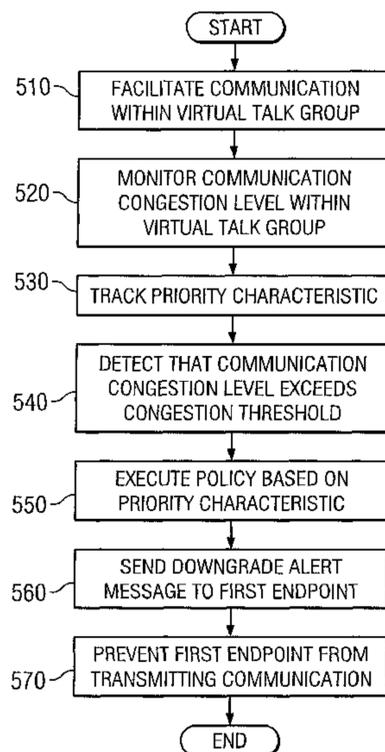 START
510
FACILITATE COMMUNICATION
WITHIN VIRTUAL TALK GROUP
520
MONITOR COMMUNICATION
CONGESTION LEVEL WITHIN
VIRTUAL TALK GROUP
530
TRACK PRIORITY CHARACTERISTIC
540
DETECT THAT COMMUNICATION
CONGESTION LEVEL EXCEEDS
CONGESTION THRESHOLD
550
EXECUTE POLICY BASED ON
PRIORITY CHARACTERISTIC
560
SEND DOWNGRADE ALERT
MESSAGE TO FIRST ENDPOINT
570
PREVENT FIRST ENDPOINT FROM
TRANSMITTING COMMUNICATION
END